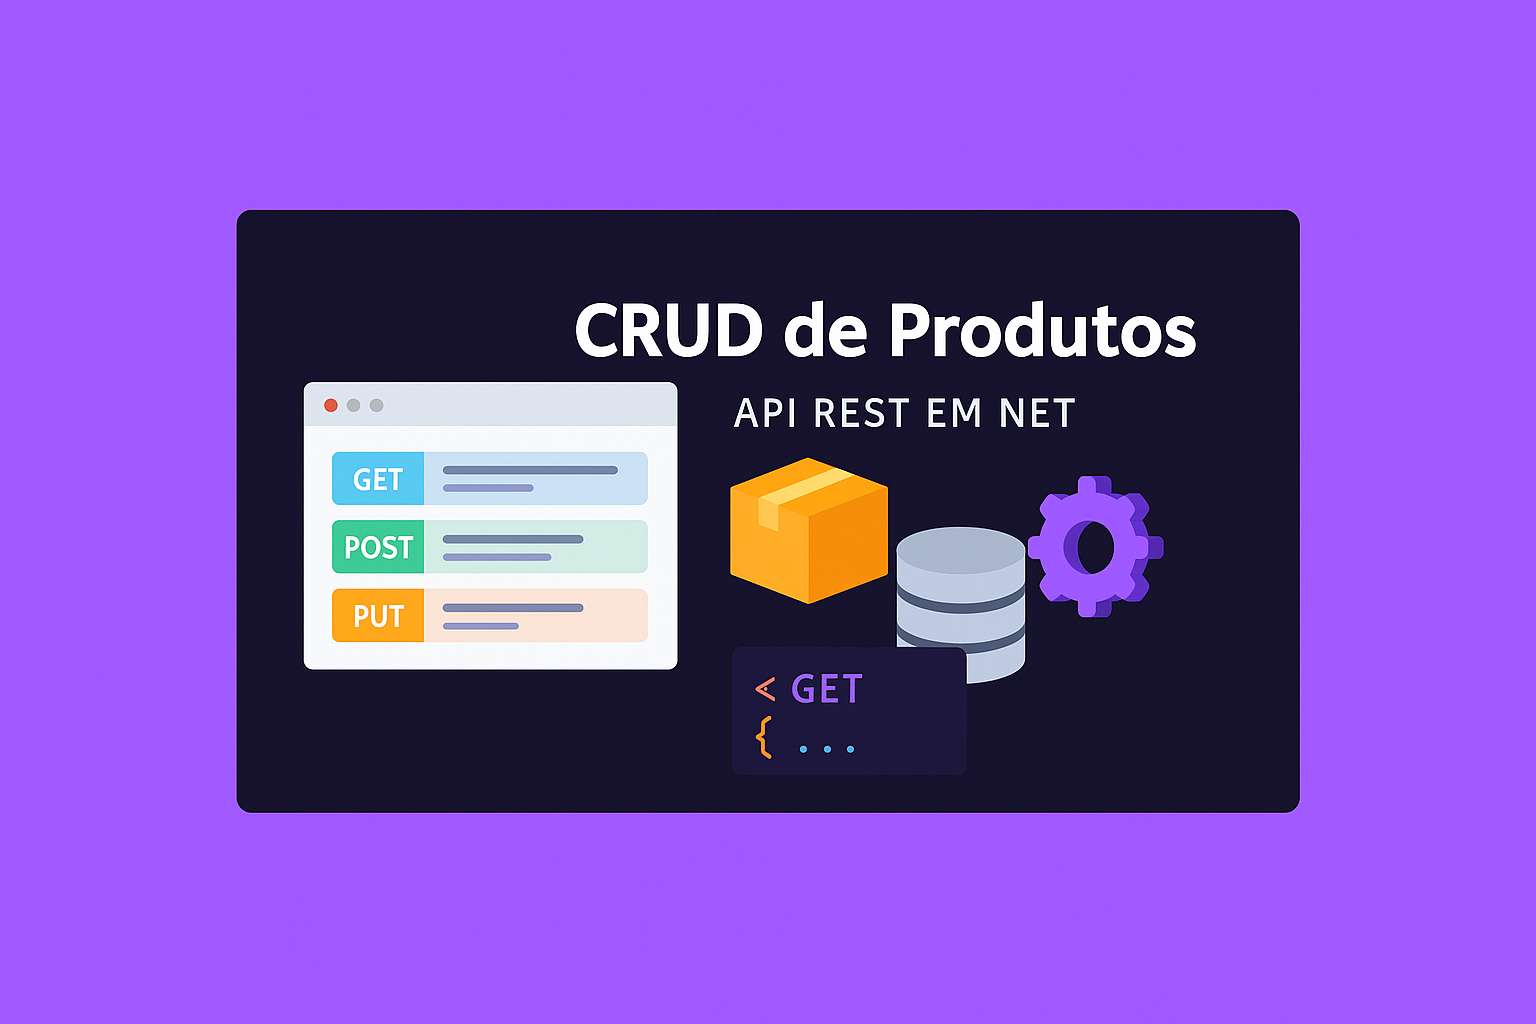 CRUD de Produtos
API REST EM NET
GET
POST
PUT
< GET
{ ...